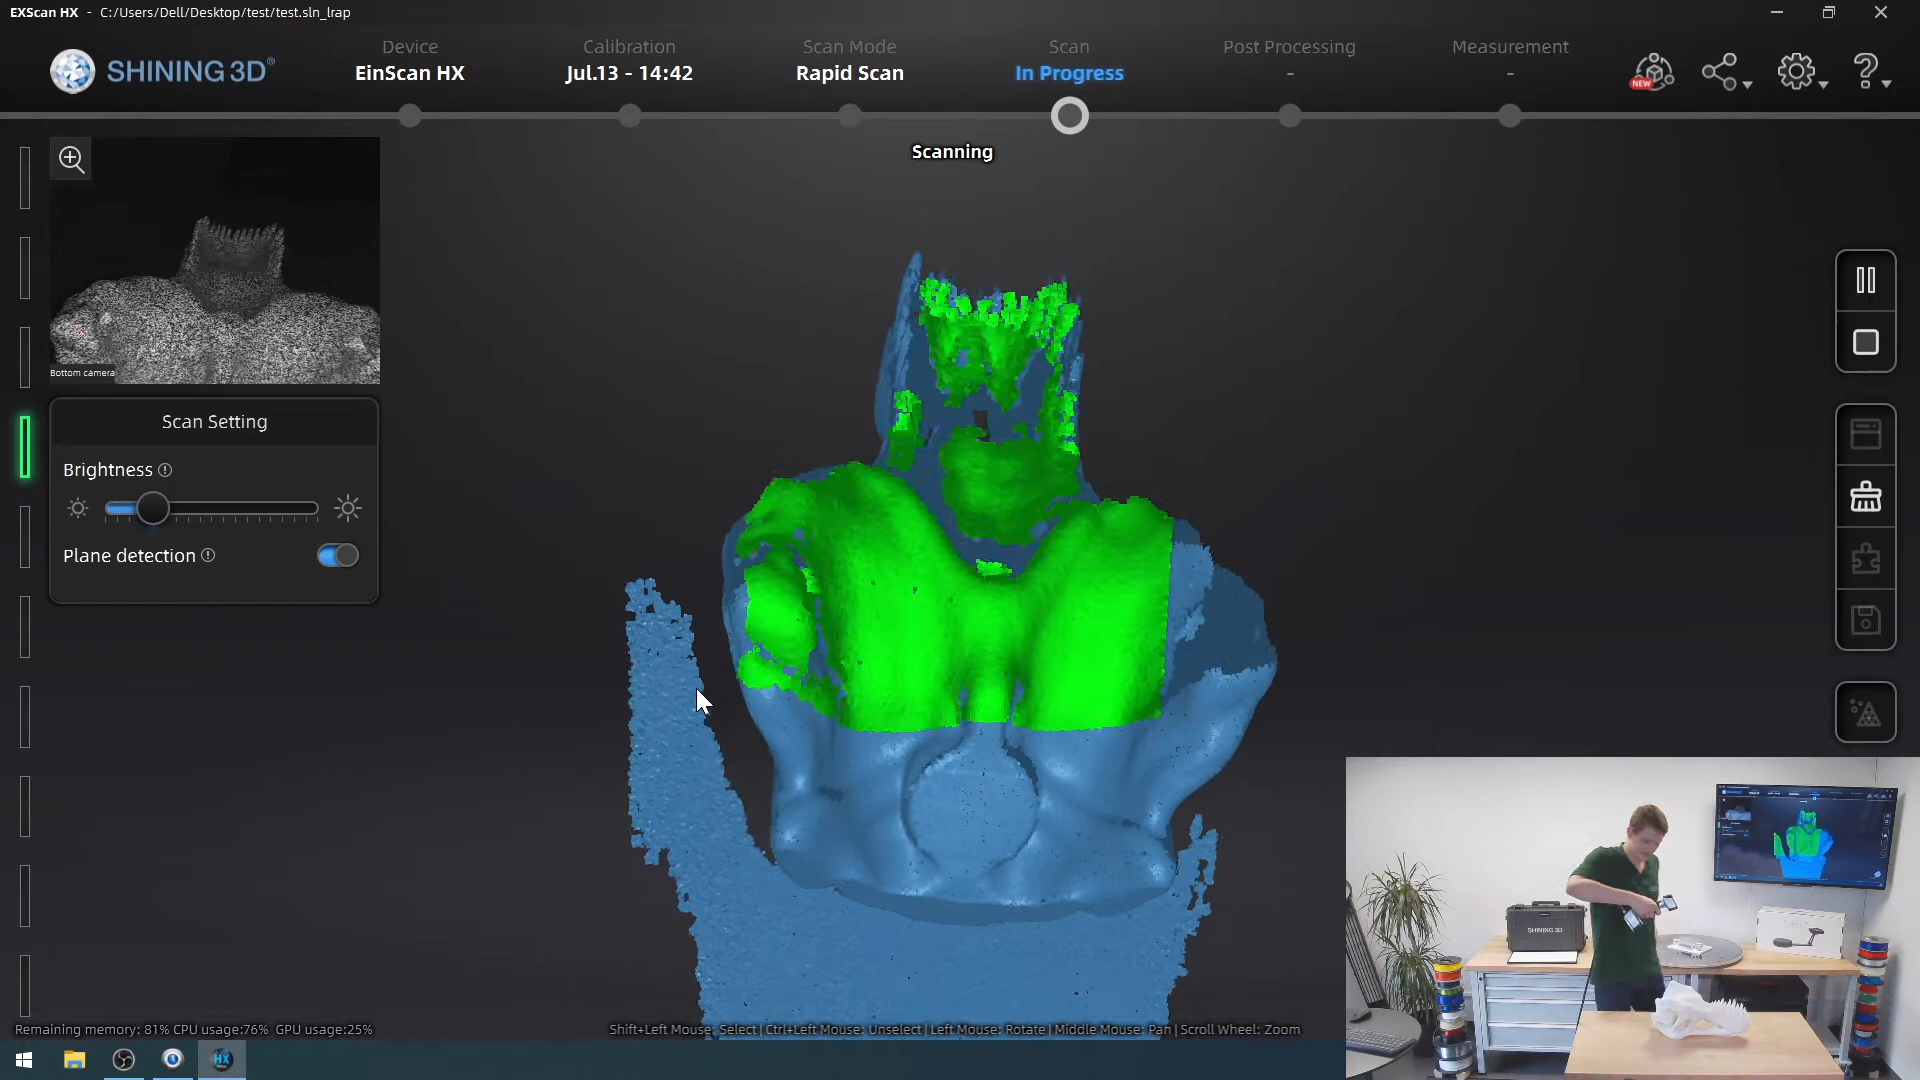 EXScan HX - C:/Users/Dell/Desktop/test/test.sln_lrap
SHINING 3D®
Device
EinScan HX
Calibration
Jul.13 - 14:42
Scan Mode
Rapid Scan
Scan
In Progress
Post Processing
-
Measurement
-
NEW
Scanning
Bottom camera
Scan Setting
Brightness
Plane detection
Remaining memory: 81% CPU usage:76% GPU usage:25%
Shift+Left Mouse: Select | Ctrl+Left Mouse: Unselect | Left Mouse: Rotate | Middle Mouse: Pan | Scroll Wheel: Zoom
HX
SHINING 3D